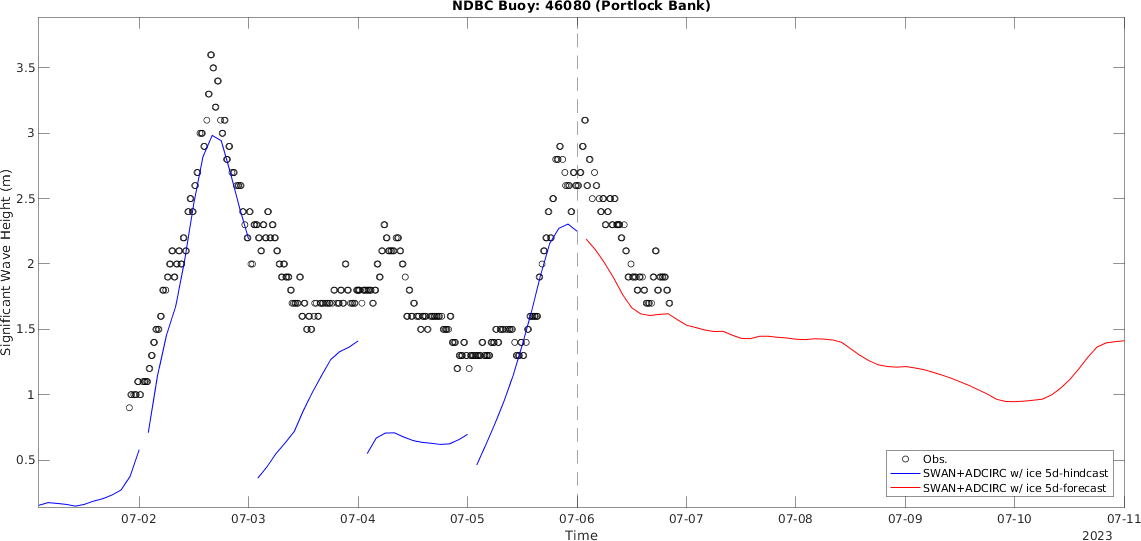 NDBC Buoy: 46080 (Portlock Bank)
3.5
3
2.5
2
1.5
1
0.5
Significant Wave Height (m)
Obs.
SWAN+ADCIRC w/ ice 5d-hindcast
SWAN+ADCIRC w/ ice 5d-forecast
07-02 07-03 07-04 07-05 07-06 07-07 07-08 07-09 07-10 07-11
Time
2023